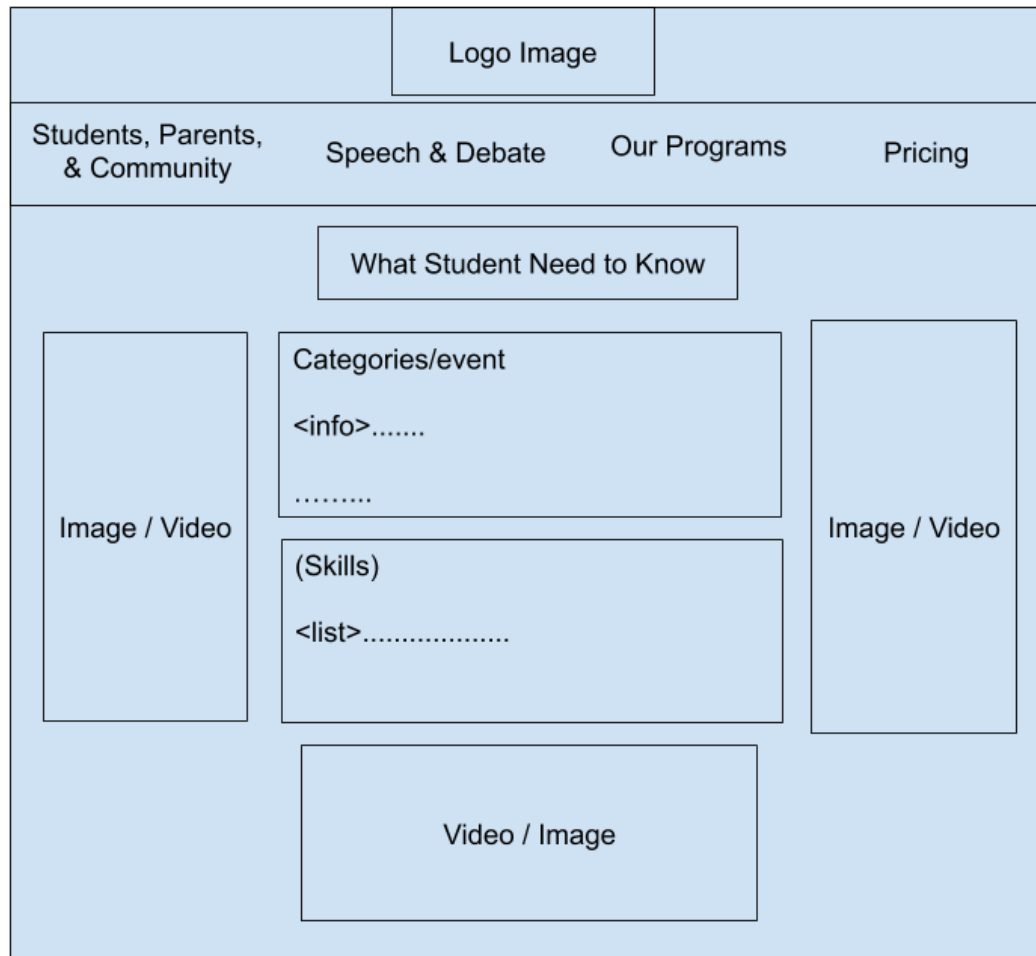 Logo Image
Students, Parents,
& Community
Speech & Debate
Our Programs
Pricing
What Student Need to Know
Image / Video
Categories/event
<info>.......
.........
(Skills)
<list>...................
Image / Video
Video / Image